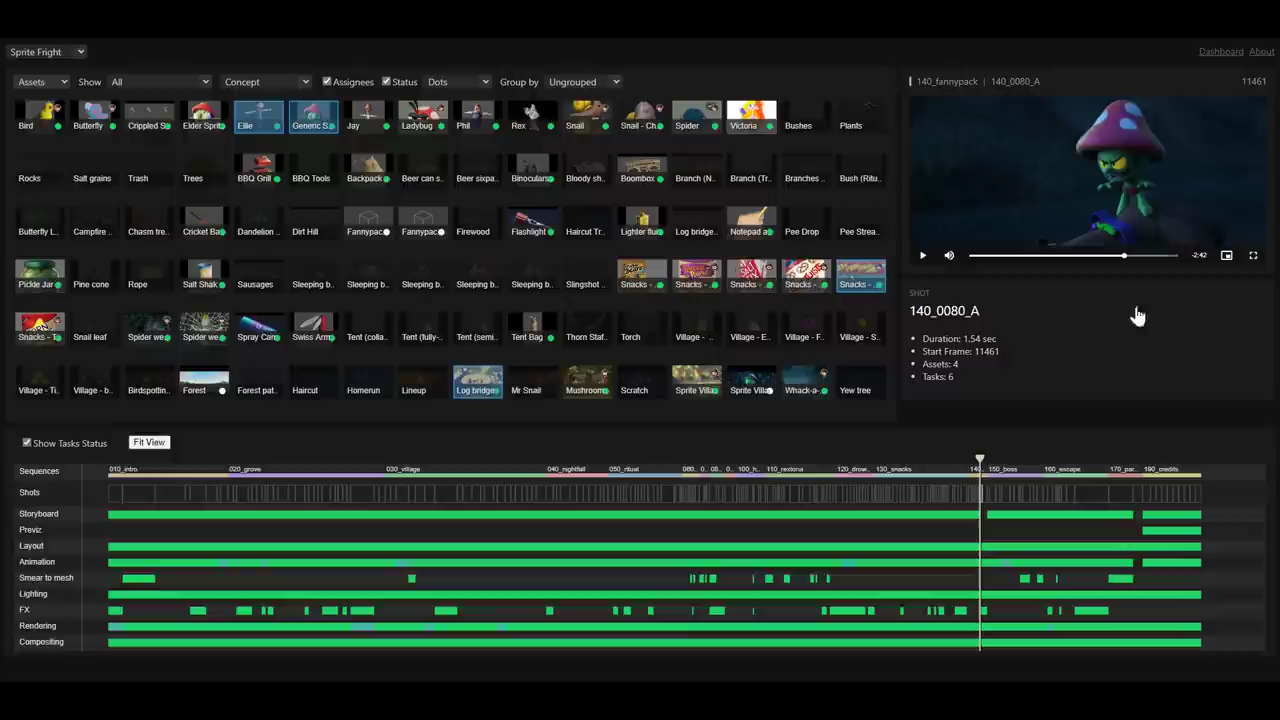 Sprite Fright
Dashboard About
Assets Show All Concept Assignees Status Dots Group by Ungrouped
140_fannypack 140_0080_A 11461
Bird Butterfly Crippled S.. Elder Sprit.. Ellie Generic S.. Jay Ladybug Phil Rex Snail Snail - Ch.. Spider Victoria Bushes Plants
Rocks Salt grains Trash Trees BBQ Grill BBQ Tools Backpack Beer can s.. Beer sixpa.. Binoculars Bloody sh.. Boombox Branch (N.. Branch (Tr.. Branches .. Bush (Ritu..
Butterfly L.. Campfire .. Chasm tre.. Cricket Ba.. Dandelion .. Dirt Hill Fannypac.. Fannypac.. Firewood Flashlight Haircut Tr.. Lighter flui.. Log bridge.. Notepad a.. Pee Drop Pee Strea..
-2:42
Pickle Jar Pine cone Rope Salt Shak.. Sausages Sleeping b.. Sleeping b.. Sleeping b.. Sleeping b.. Sleeping b.. Slingshot .. Snacks - .. Snacks - .. Snacks - .. Snacks - .. Snacks - ..
SHOT
140_0080_A
Snacks - T.. Snail leaf Spider we.. Spider we.. Spray Can Swiss Arm.. Tent (colla.. Tent (fully-.. Tent (semi.. Tent Bag Thorn Staf.. Torch Village - .. Village - E.. Village - F.. Village - S..
Duration: 1,54 sec
Start Frame: 11461
Assets: 4
Tasks: 6
Village - Ti.. Village - b.. Birdspottin.. Forest Forest pat.. Haircut Homerun Lineup Log bridge Mr Snail Mushroom Scratch Sprite Villa.. Sprite Villa.. Whack-a-.. Yew tree
Show Tasks Status Fit View
Sequences 010_intro 020_grove 030_village 040_nightfall 050_ritual 060.. 0.. 08.. 0.. 100_h.. 110_rextona 120_drow.. 130_snacks 140.. 150_boss 160_escape 170_par.. 190_credits
Shots
Storyboard
Previz
Layout
Animation
Smear to mesh
Lighting
FX
Rendering
Compositing